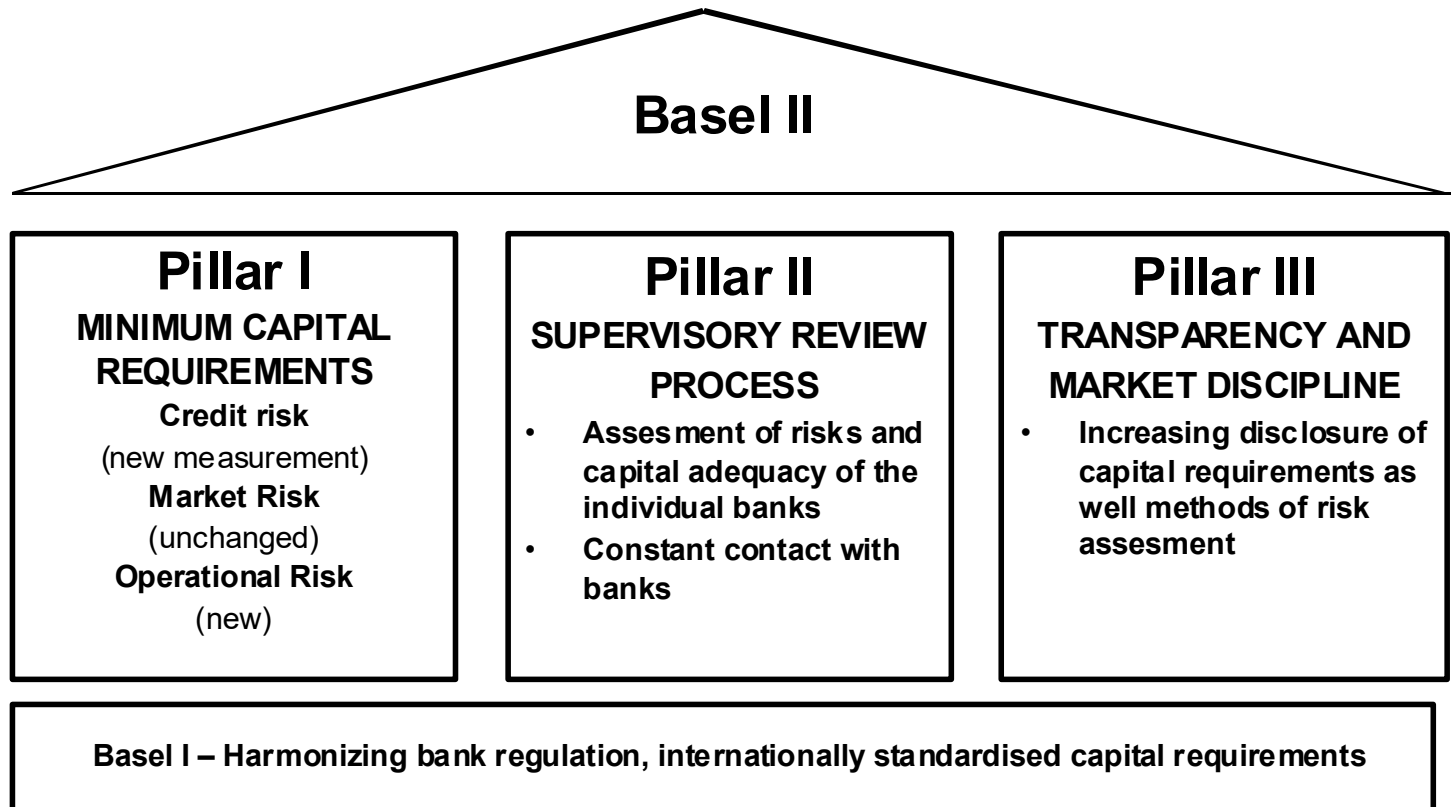 Basel II
Pillar I
MINIMUM CAPITAL
REQUIREMENTS
Credit risk
(new measurement)
Market Risk
(unchanged)
Operational Risk
(new)
Pillar II
SUPERVISORY REVIEW
PROCESS
• Assesment of risks and
capital adequacy of the
individual banks
• Constant contact with
banks
Pillar III
TRANSPARENCY AND
MARKET DISCIPLINE
• Increasing disclosure of
capital requirements as
well methods of risk
assesment
Basel I – Harmonizing bank regulation, internationally standardised capital requirements